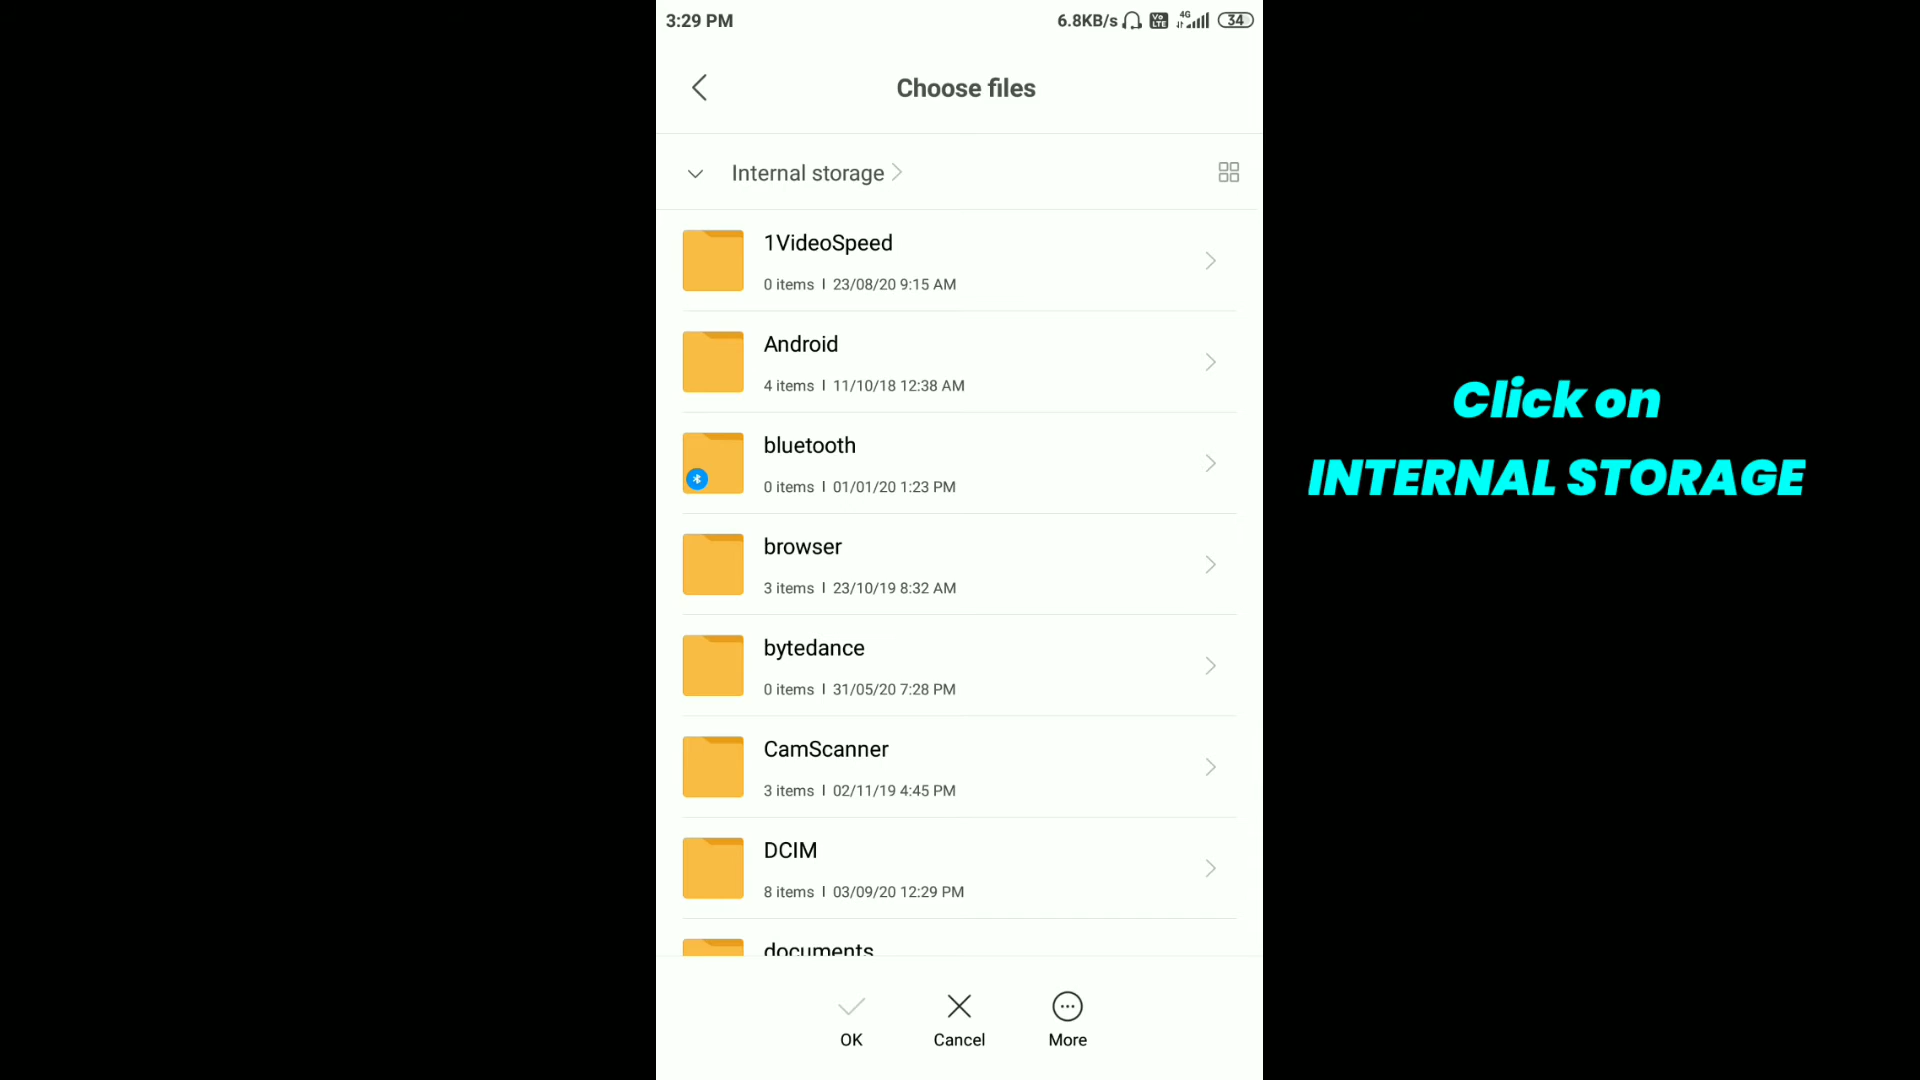 3:29 PM 6.8KB/s Vo LTE 4G 34
Choose files
Internal storage
1VideoSpeed
0 items | 23/08/20 9:15 AM
Android
4 items | 11/10/18 12:38 AM
bluetooth
0 items | 01/01/20 1:23 PM
browser
3 items | 23/10/19 8:32 AM
bytedance
0 items | 31/05/20 7:28 PM
CamScanner
3 items | 02/11/19 4:45 PM
DCIM
8 items | 03/09/20 12:29 PM
documents
OK Cancel More
Click on
INTERNAL STORAGE